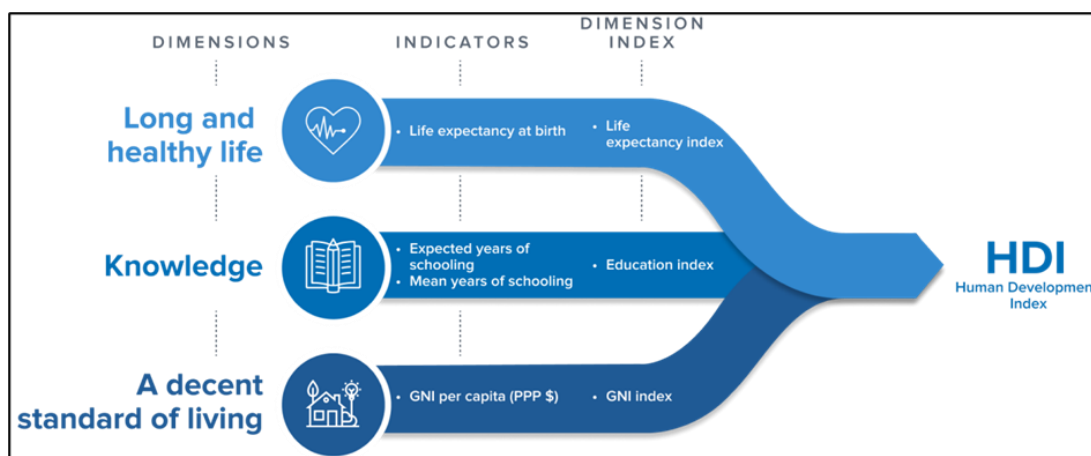 DIMENSIONS
INDICATORS
DIMENSION
INDEX
Long and
healthy life
• Life expectancy at birth
• Life
expectancy index
Knowledge
• Expected years of
schooling
• Mean years of schooling
• Education index
A decent
standard of living
• GNI per capita (PPP $)
• GNI index
HDI
Human Developmen
Index